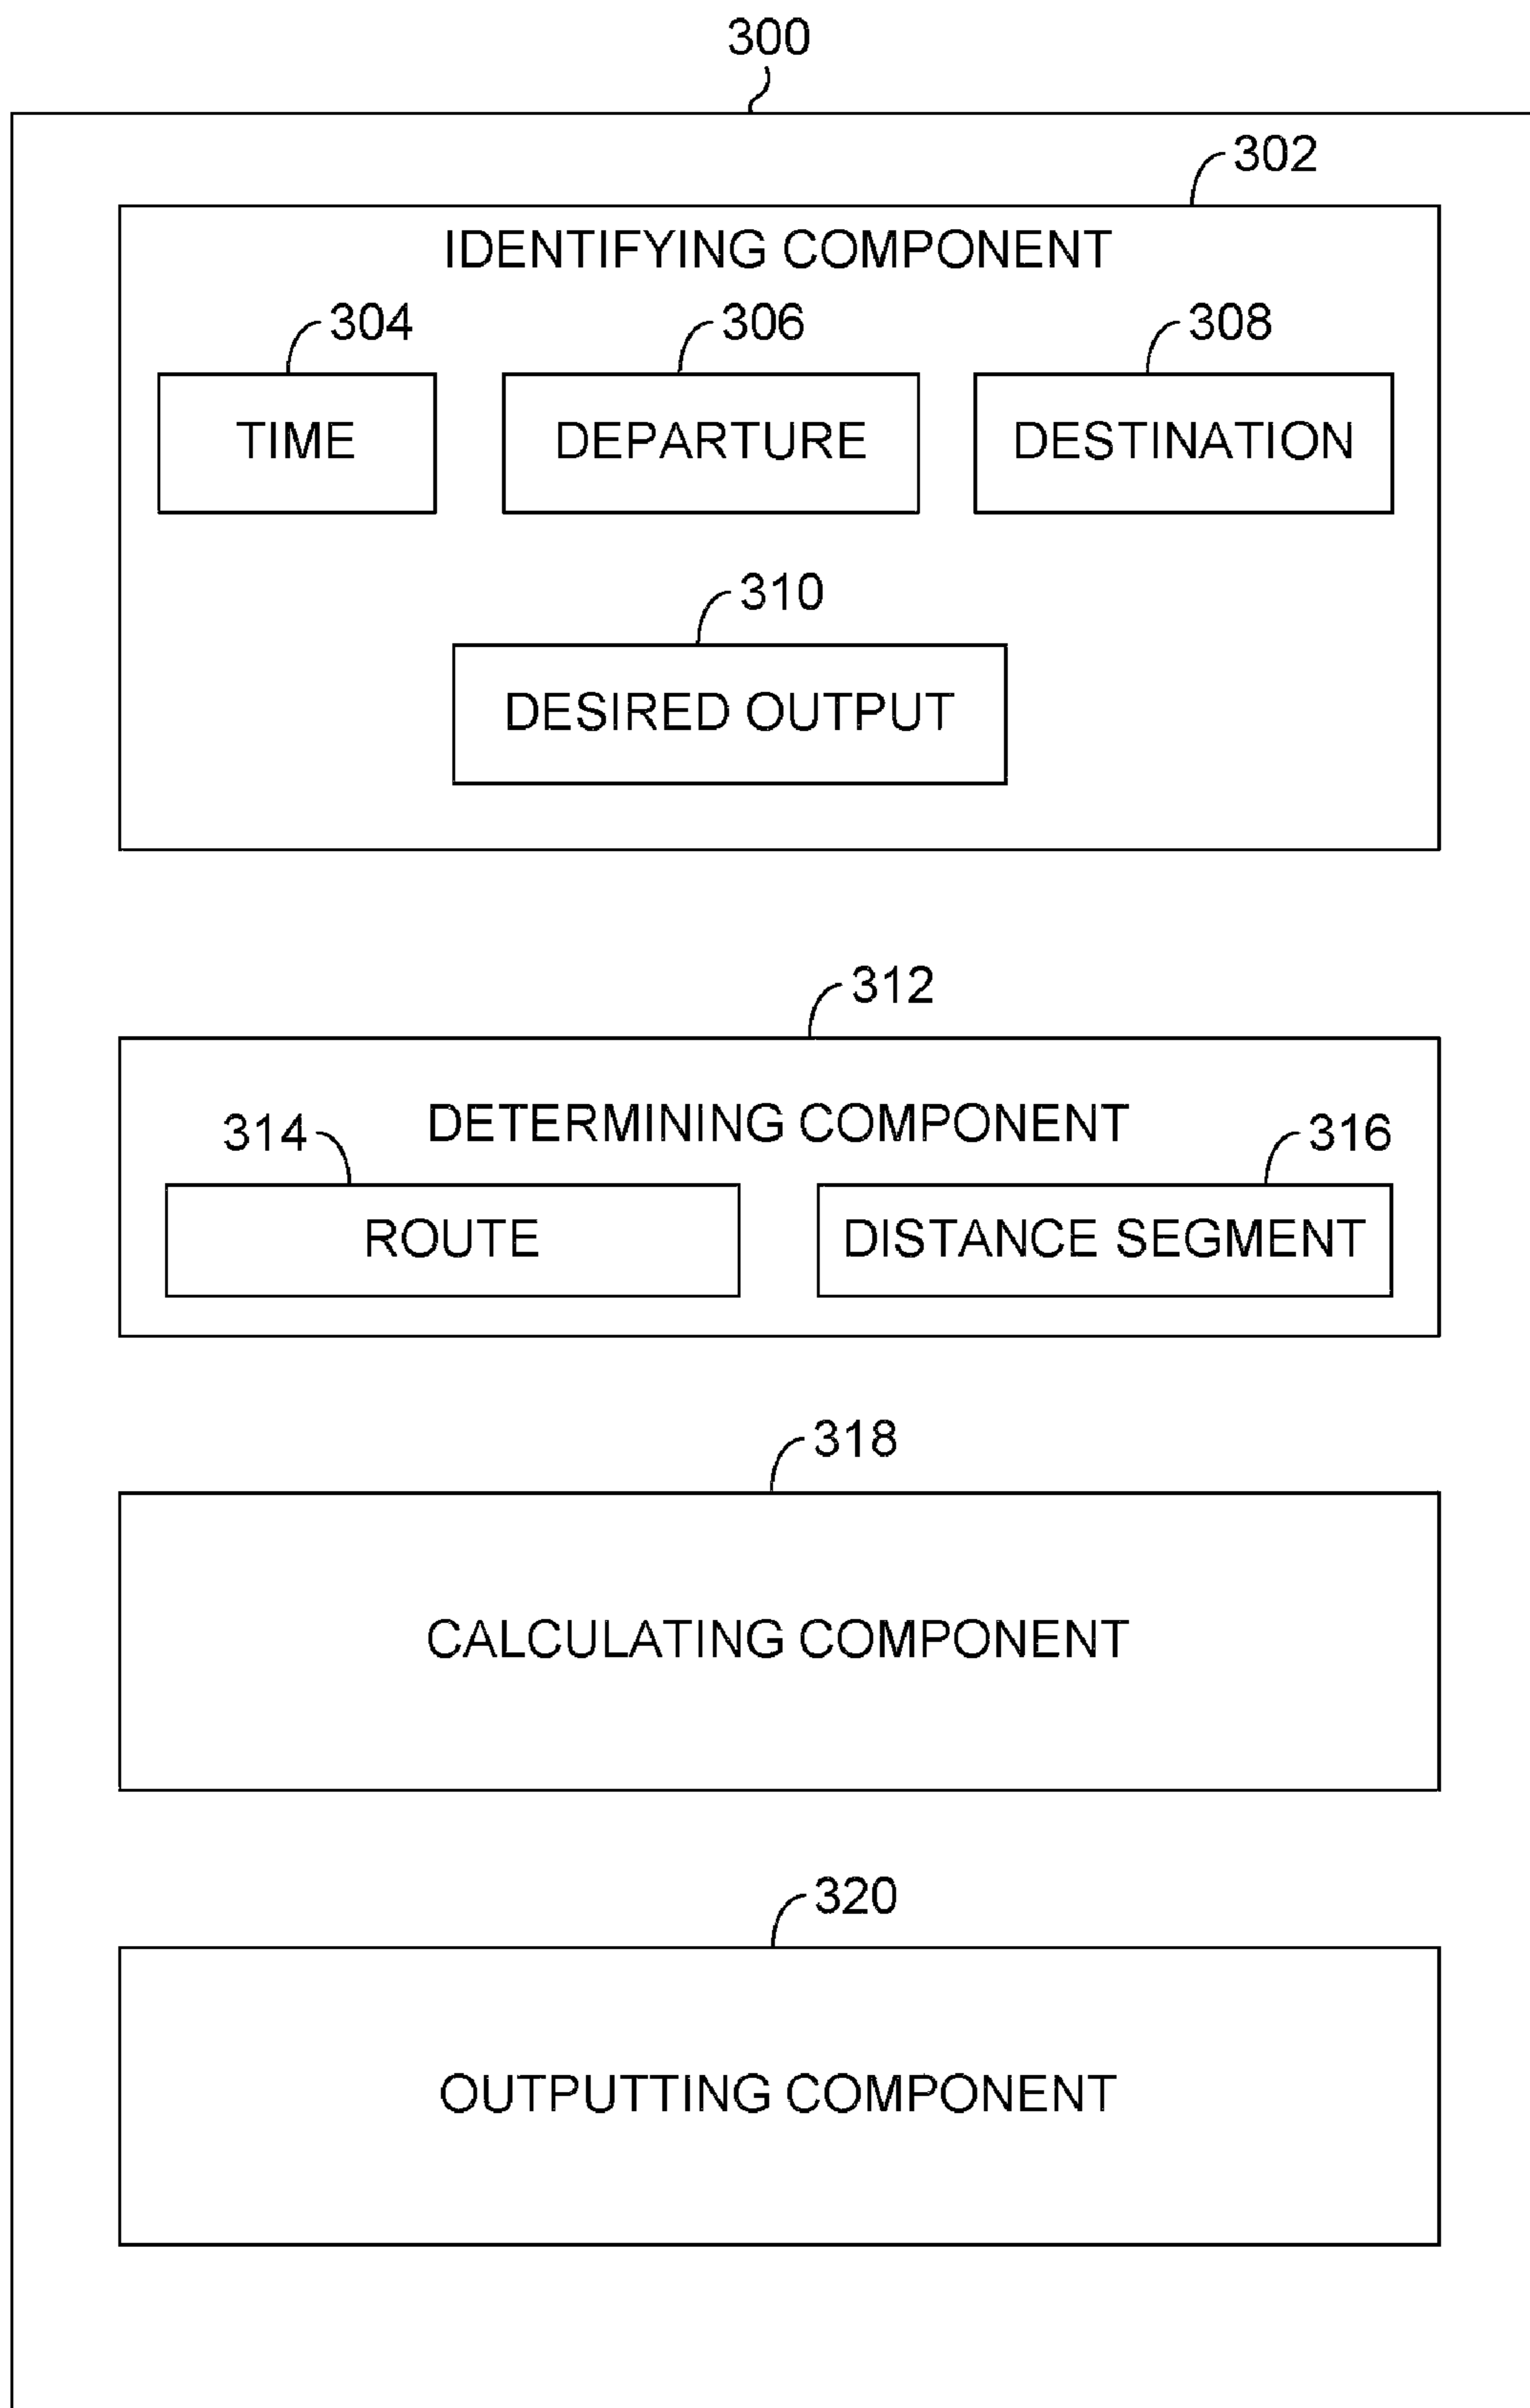 300
302
IDENTIFYING COMPONENT
304 306 308
TIME DEPARTURE DESTINATION
310
DESIRED OUTPUT
312
DETERMINING COMPONENT
314 316
ROUTE DISTANCE SEGMENT
318
CALCULATING COMPONENT
320
OUTPUTTING COMPONENT